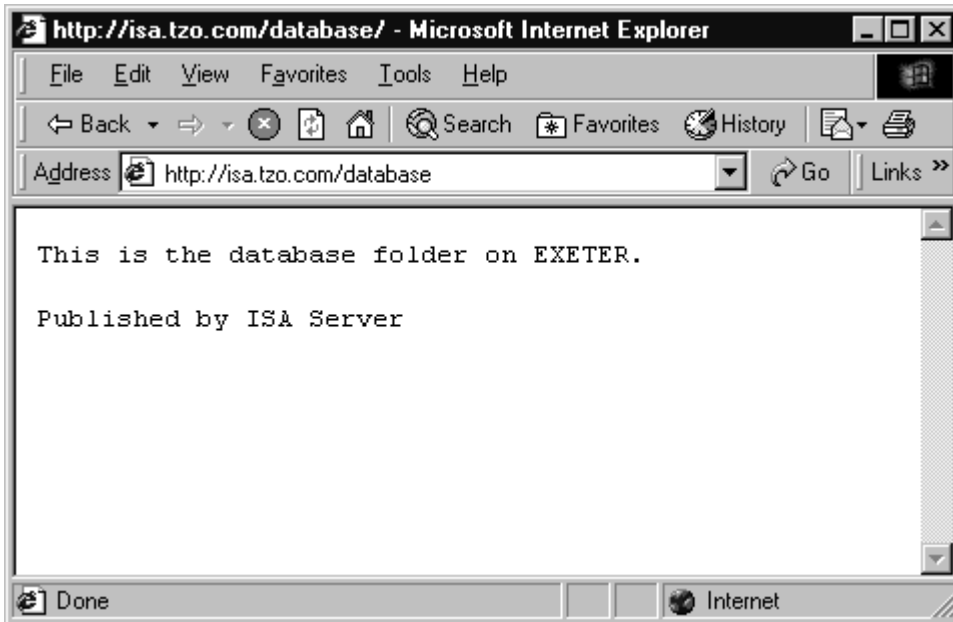 http://isa.tzo.com/database/ - Microsoft Internet Explorer
File Edit View Favorites Tools Help
Back Search Favorites History
Address http://isa.tzo.com/database Go Links »
This is the database folder on EXETER.
Published by ISA Server
Done Internet